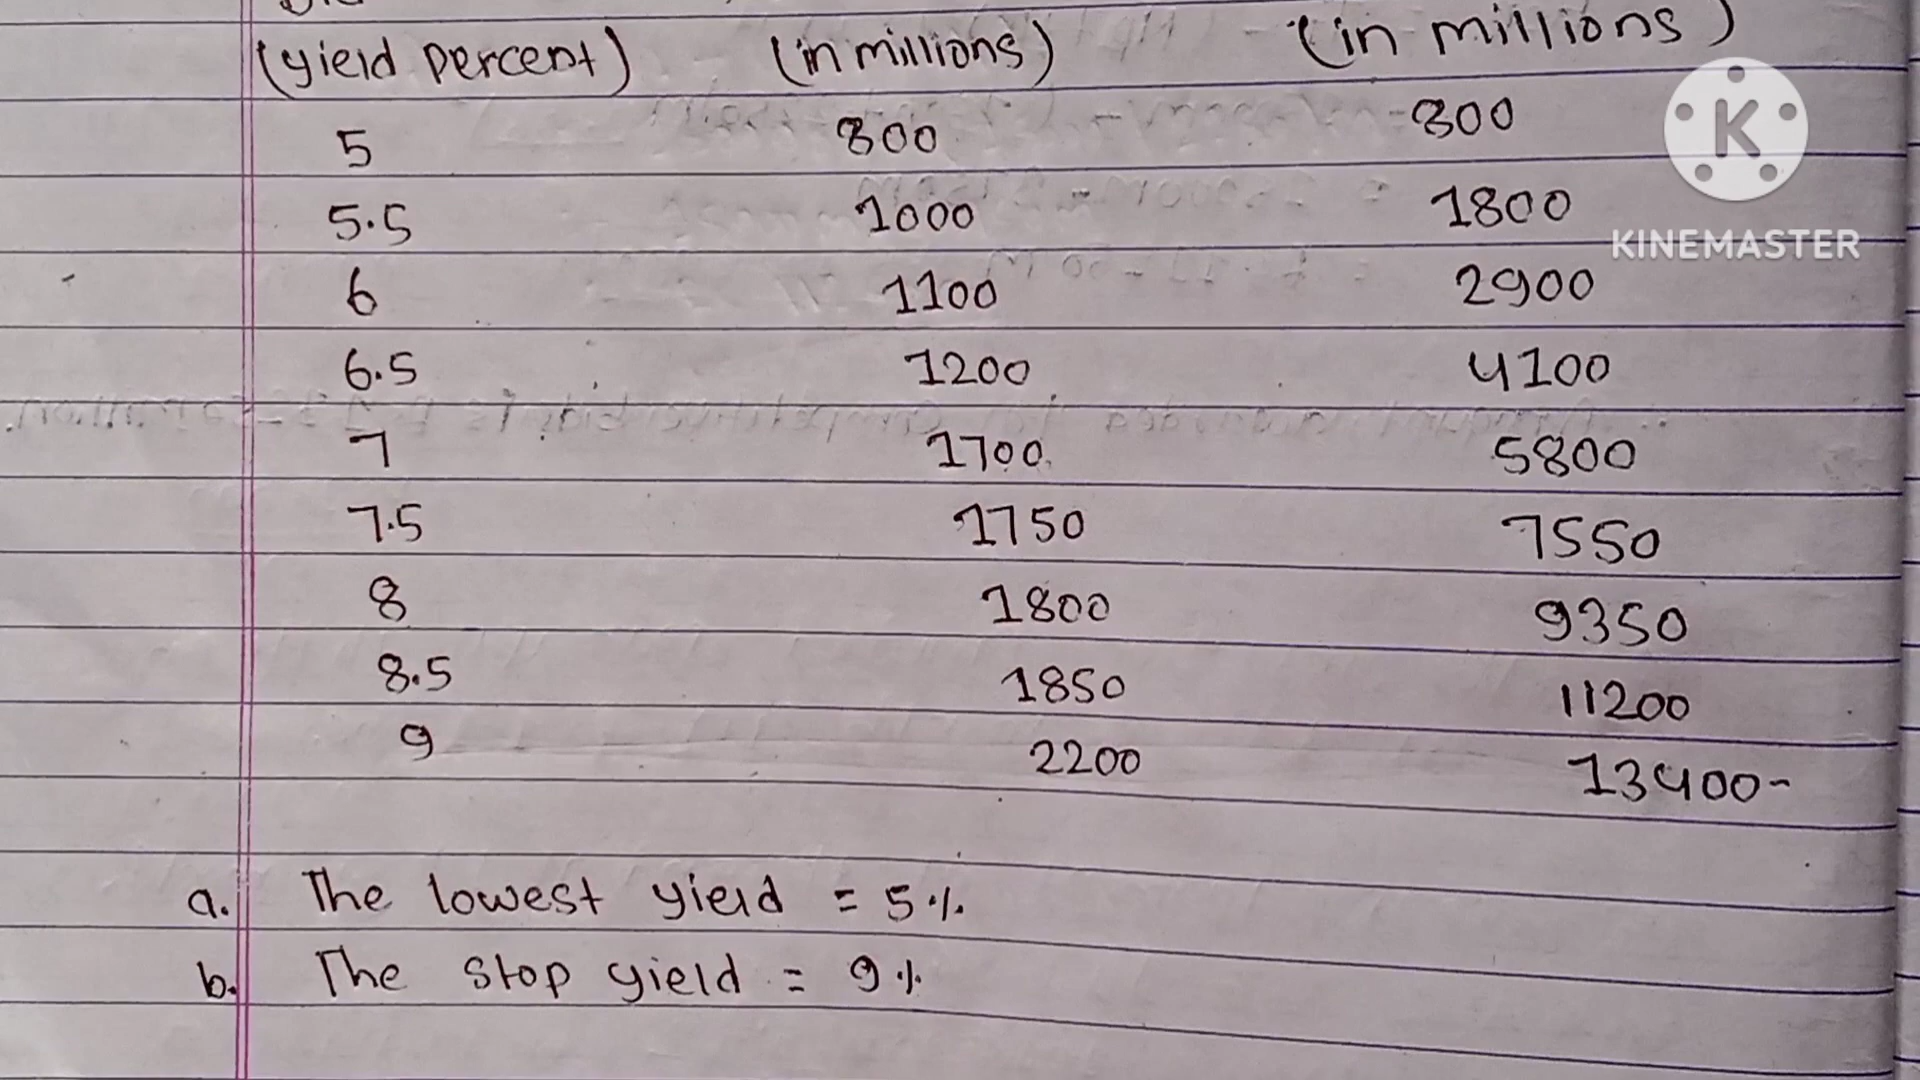 (yield percent) (in millions) (in millions)
5 800 800
5.5 1000 1800
6 1100 2900
6.5 1200 4100
7 1700 5800
7.5 1750 7550
8 1800 9350
8.5 1850 11200
9 2200 13400-
a. The lowest yield = 5%
b. The stop yield = 9%
K
KINEMASTER